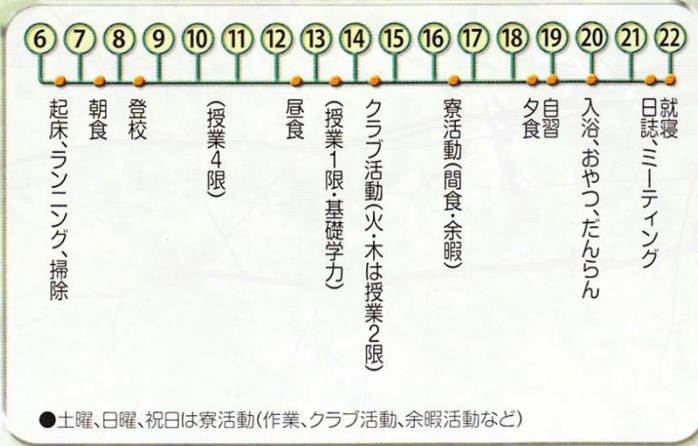 6 7 8 9 10 11 12 13 14 15 16 17 18 19 20 21 22
起床、ランニング、掃除
朝食
登校
(授業4限)
昼食
(授業1限・基礎学力)
クラブ活動(火・木は授業2限)
寮活動(間食・余暇)
夕食
自習
入浴、おやつ、だんらん
日誌、ミーティング
就寝
●土曜、日曜、祝日は寮活動(作業、クラブ活動、余暇活動など)